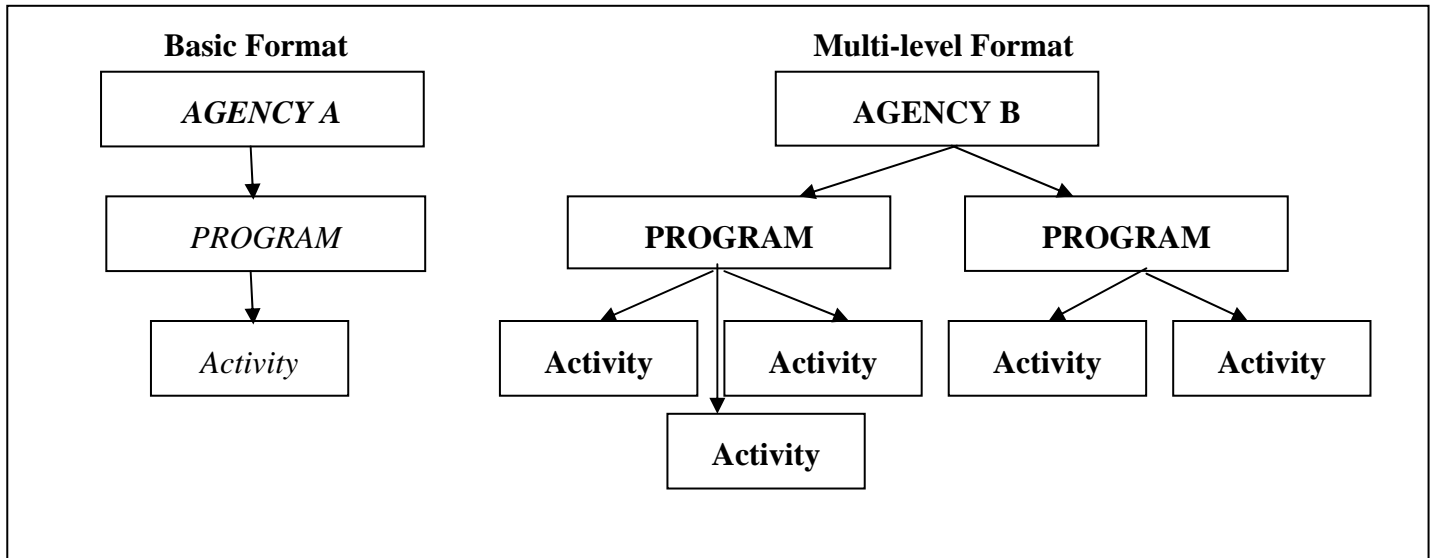 Basic Format
Multi-level Format
AGENCY A
AGENCY B
PROGRAM
PROGRAM
PROGRAM
Activity
Activity
Activity
Activity
Activity
Activity